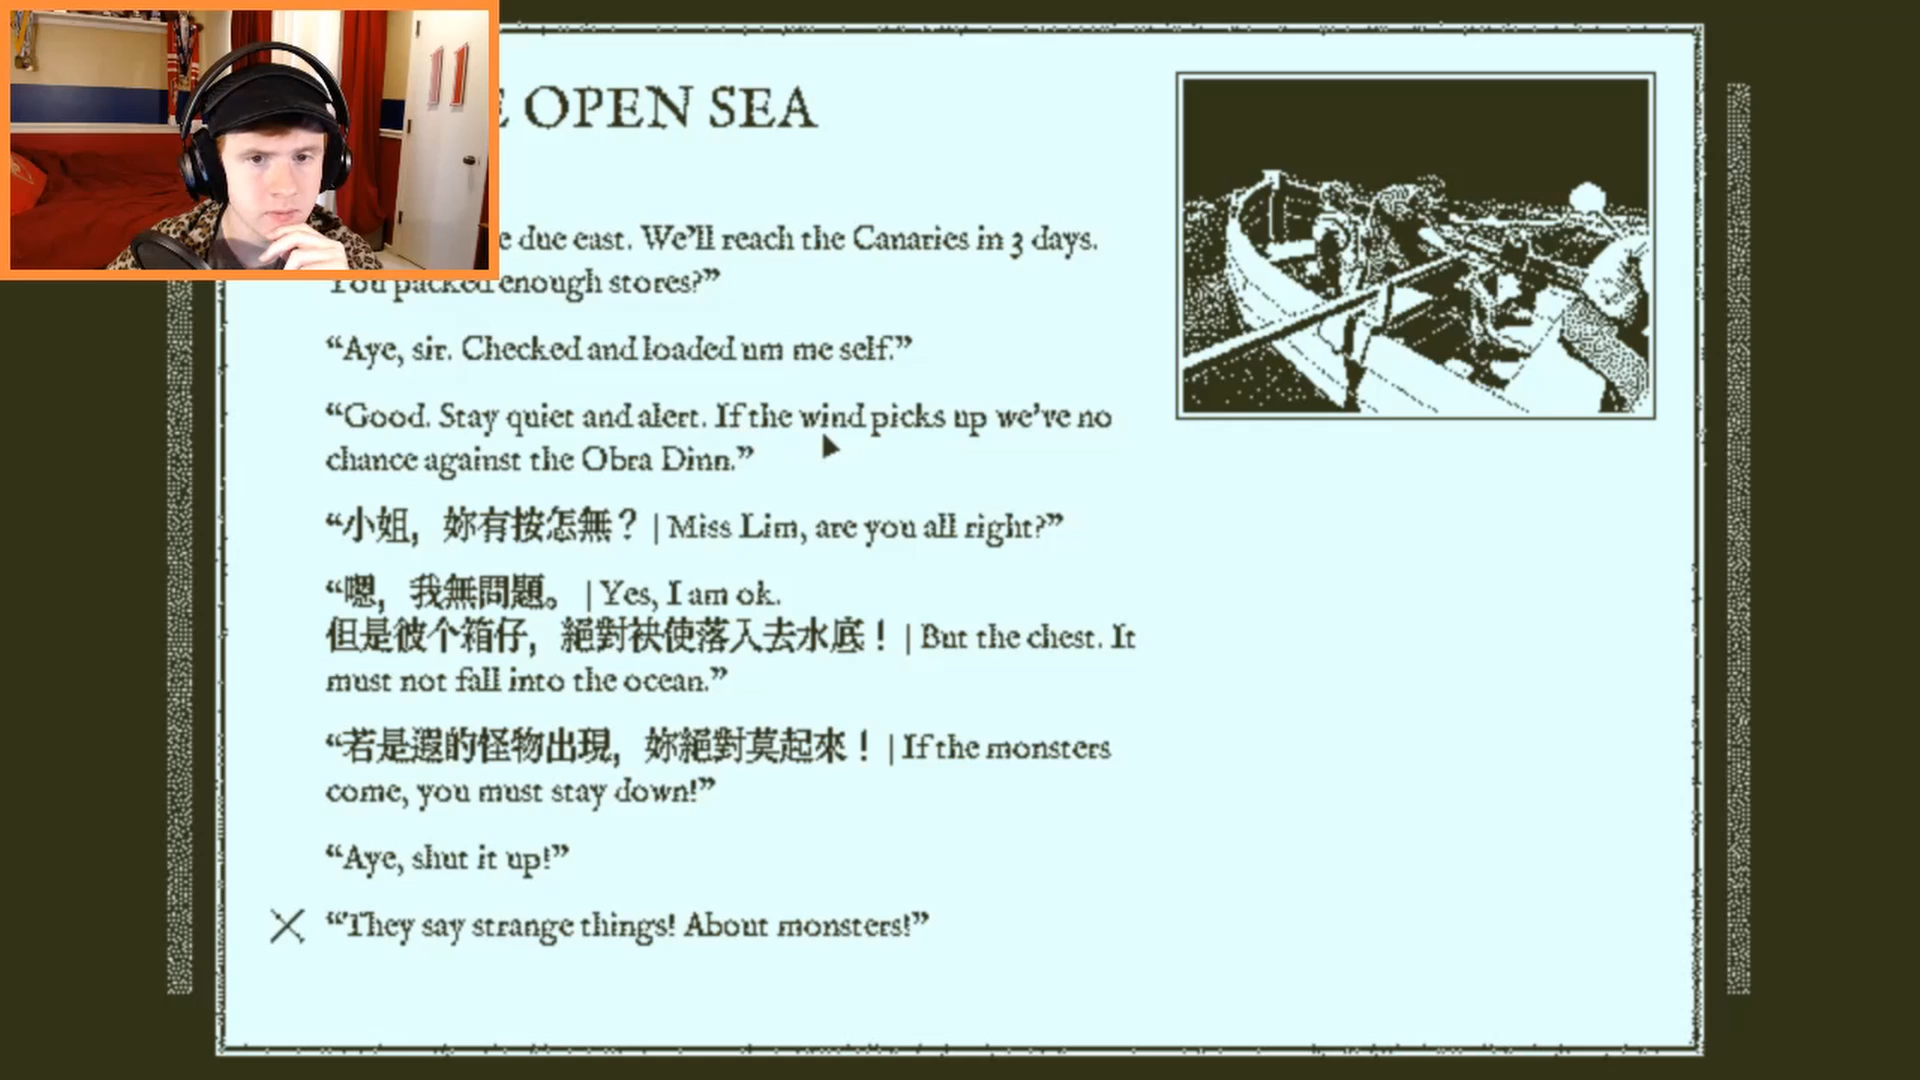 OPEN SEA
due east. We'll reach the Canaries in 3 days.
You packed enough stores?”
“Aye, sir. Checked and loaded um me self.”
“Good. Stay quiet and alert. If the wind picks up we've no
chance against the Obra Dinn.”
“小姐，妳有按怎無？ | Miss Lim, are you all right?”
“嗯，我無問題。 | Yes, I am ok.
但是彼个箱仔，絕對袂使落入去水底！ | But the chest. It
must not fall into the ocean.”
“若是遐的怪物出現，妳絕對莫起來！ | If the monsters
come, you must stay down!”
“Aye, shut it up!”
“They say strange things! About monsters!”
11